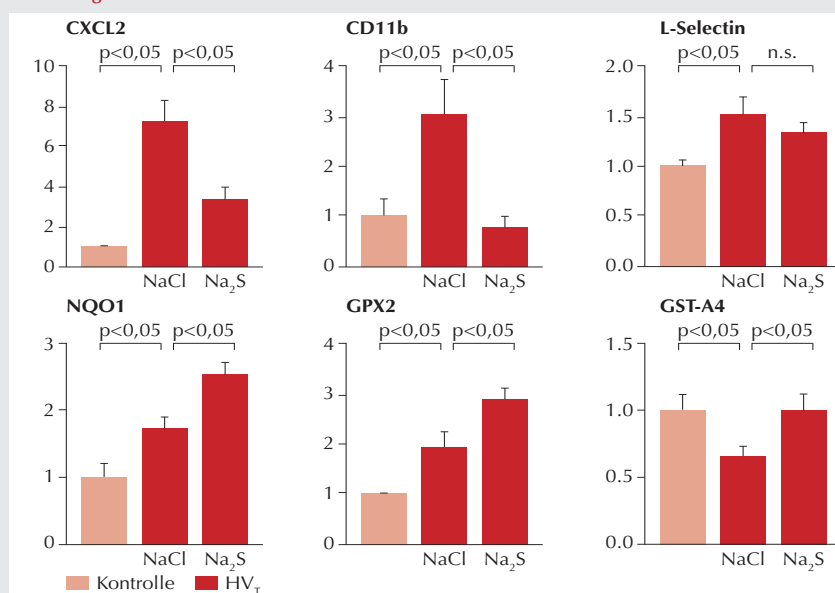 CXCL2
p<0,05 p<0,05
10
8
6
4
2
0
NaCl Na₂S
CD11b
p<0,05 p<0,05
4
3
2
1
0
NaCl Na₂S
L-Selectin
p<0,05 n.s.
2.0
1.5
1.0
0.5
0.0
NaCl Na₂S
NQO1
p<0,05 p<0,05
3
2
1
0
NaCl Na₂S
GPX2
p<0,05 p<0,05
4
3
2
1
0
NaCl Na₂S
GST-A4
p<0,05 p<0,05
1.5
1.0
0.5
0.0
NaCl Na₂S
Kontrolle HV_T